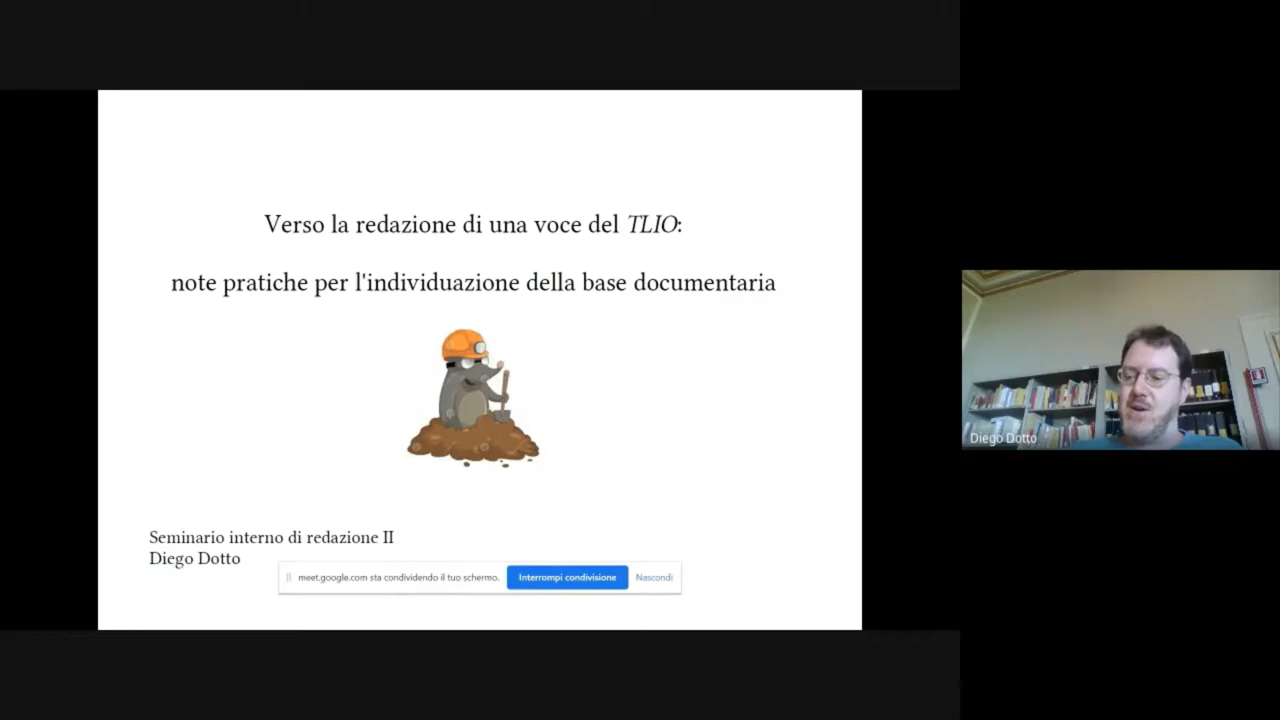 Verso la redazione di una voce del TLIO:
note pratiche per l'individuazione della base documentaria
Seminario interno di redazione II
Diego Dotto
meet.google.com sta condividendo il tuo schermo.
Interrompi condivisione
Nascondi
Diego Dotto